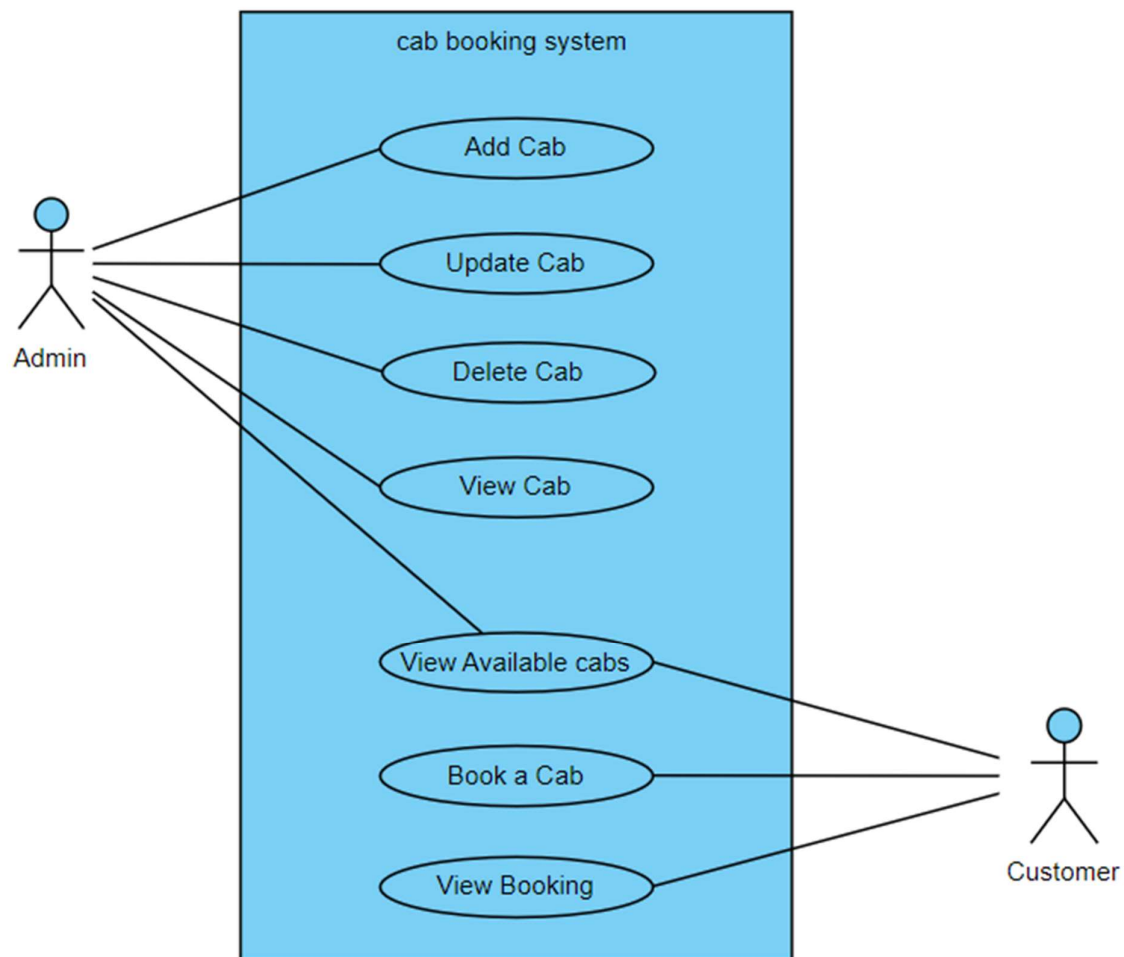 cab booking system
Add Cab
Update Cab
Admin
Delete Cab
View Cab
View Available cabs
Book a Cab
Customer
View Booking